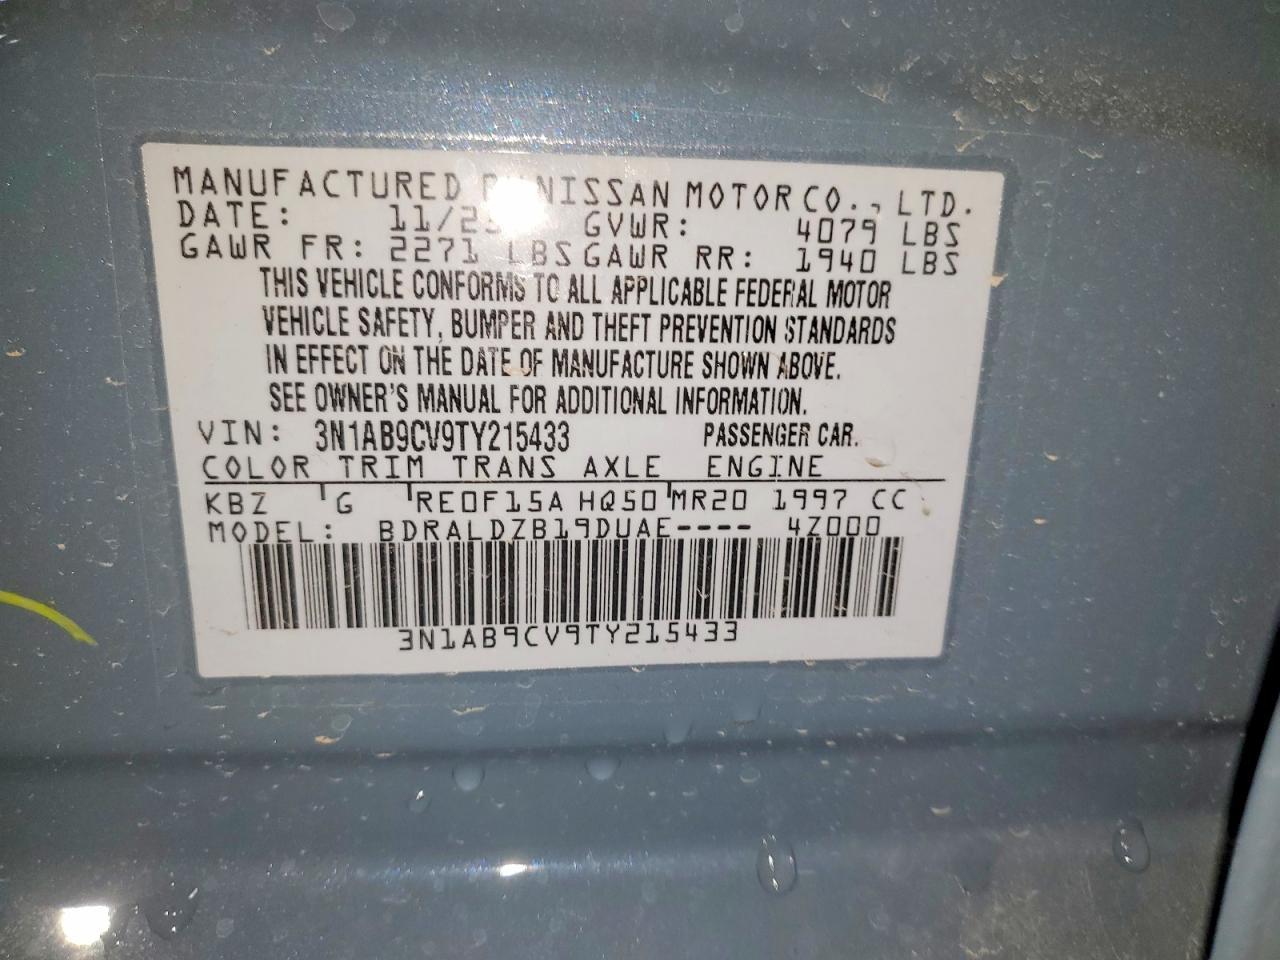 MANUFACTURED NISSAN MOTOR CO., LTD.
DATE: 11/23 GVWR: 4079 LBS
GAWR FR: 2271 LBS GAWR RR: 1940 LBS
THIS VEHICLE CONFORMS TO ALL APPLICABLE FEDERAL MOTOR
VEHICLE SAFETY, BUMPER AND THEFT PREVENTION STANDARDS
IN EFFECT ON THE DATE OF MANUFACTURE SHOWN ABOVE.
SEE OWNER'S MANUAL FOR ADDITIONAL INFORMATION.
VIN: 3N1AB9CV9TY215433 PASSENGER CAR.
COLOR TRIM TRANS AXLE ENGINE
KBZ G RE0F15A HQ50 MR20 1997 CC
MODEL: BDRALDZB19DUAE---- 4Z000
3N1AB9CV9TY215433